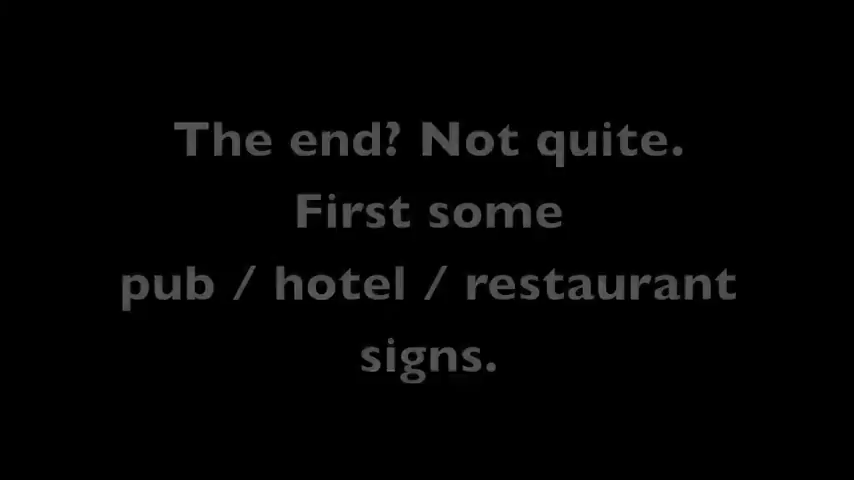 The end? Not quite.
First some
pub / hotel / restaurant
signs.